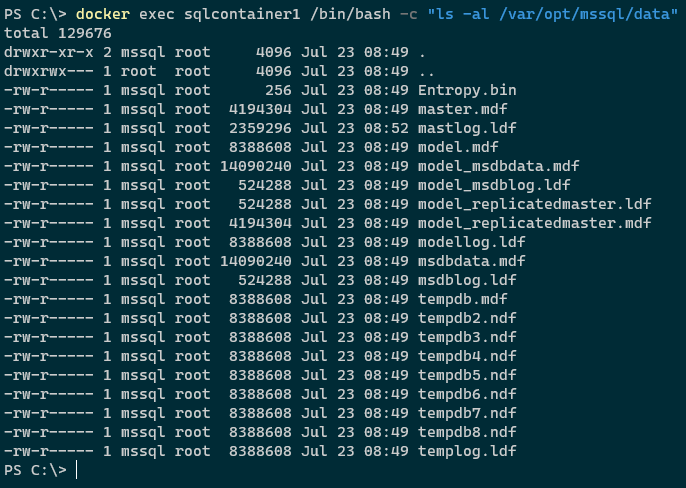 PS C:\> docker exec sqlcontainer1 /bin/bash -c "ls -al /var/opt/mssql/data"
total 129676
drwxr-xr-x 2 mssql root     4096 Jul 23 08:49 .
drwxrwx--- 1 root  root     4096 Jul 23 08:49 ..
-rw-r----- 1 mssql root      256 Jul 23 08:49 Entropy.bin
-rw-r----- 1 mssql root  4194304 Jul 23 08:49 master.mdf
-rw-r----- 1 mssql root  2359296 Jul 23 08:52 mastlog.ldf
-rw-r----- 1 mssql root  8388608 Jul 23 08:49 model.mdf
-rw-r----- 1 mssql root 14090240 Jul 23 08:49 model_msdbdata.mdf
-rw-r----- 1 mssql root   524288 Jul 23 08:49 model_msdblog.ldf
-rw-r----- 1 mssql root   524288 Jul 23 08:49 model_replicatedmaster.ldf
-rw-r----- 1 mssql root  4194304 Jul 23 08:49 model_replicatedmaster.mdf
-rw-r----- 1 mssql root  8388608 Jul 23 08:49 modellog.ldf
-rw-r----- 1 mssql root 14090240 Jul 23 08:49 msdbdata.mdf
-rw-r----- 1 mssql root   524288 Jul 23 08:49 msdblog.ldf
-rw-r----- 1 mssql root  8388608 Jul 23 08:49 tempdb.mdf
-rw-r----- 1 mssql root  8388608 Jul 23 08:49 tempdb2.ndf
-rw-r----- 1 mssql root  8388608 Jul 23 08:49 tempdb3.ndf
-rw-r----- 1 mssql root  8388608 Jul 23 08:49 tempdb4.ndf
-rw-r----- 1 mssql root  8388608 Jul 23 08:49 tempdb5.ndf
-rw-r----- 1 mssql root  8388608 Jul 23 08:49 tempdb6.ndf
-rw-r----- 1 mssql root  8388608 Jul 23 08:49 tempdb7.ndf
-rw-r----- 1 mssql root  8388608 Jul 23 08:49 tempdb8.ndf
-rw-r----- 1 mssql root  8388608 Jul 23 08:49 templog.ldf
PS C:\>